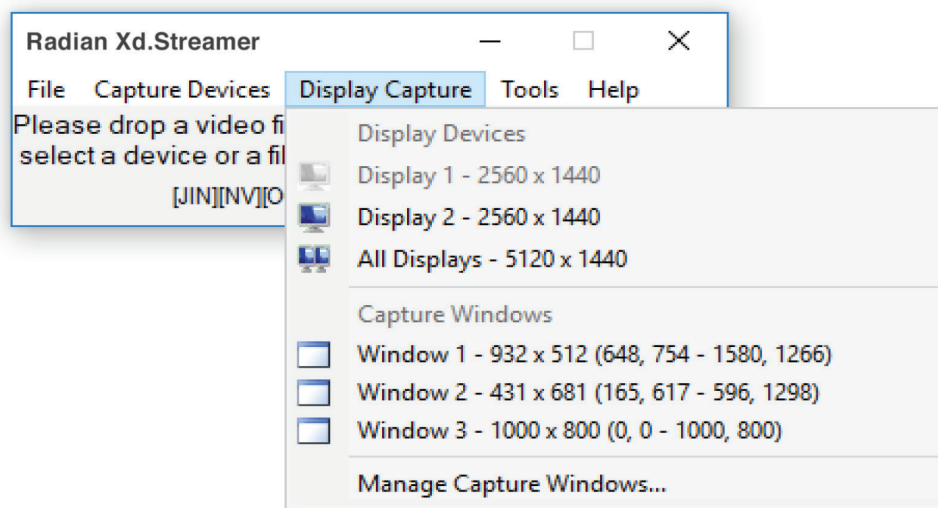 Radian Xd.Streamer
File Capture Devices Display Capture Tools Help
Please drop a video
select a device or a
[JIN][NV][O
Display Devices
Display 1 - 2560 x 1440
Display 2 - 2560 x 1440
All Displays - 5120 x 1440
Capture Windows
Window 1 - 932 x 512 (648, 754 - 1580, 1266)
Window 2 - 431 x 681 (165, 617 - 596, 1298)
Window 3 - 1000 x 800 (0, 0 - 1000, 800)
Manage Capture Windows...